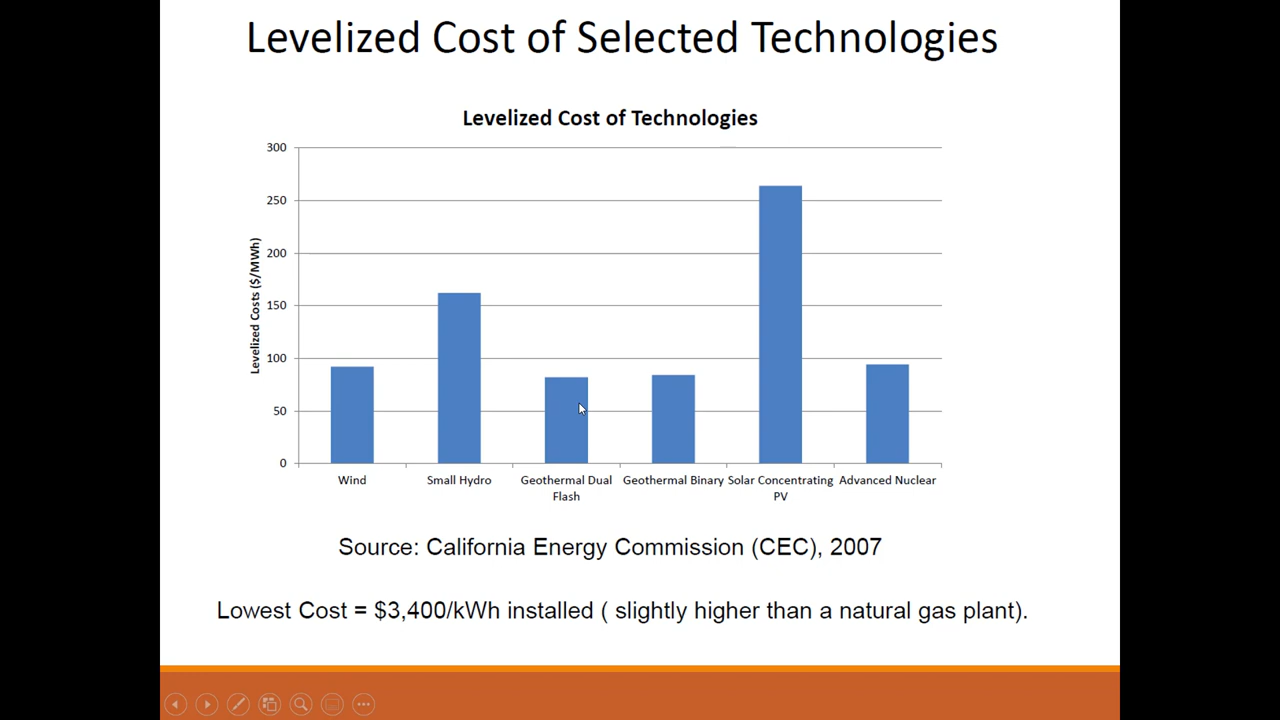 Levelized Cost of Selected Technologies
Levelized Cost of Technologies
Levelized Costs ($/MWh)
300
250
200
150
100
50
0
Wind
Small Hydro
Geothermal Dual
Flash
Geothermal Binary
Solar Concentrating
PV
Advanced Nuclear
Source: California Energy Commission (CEC), 2007
Lowest Cost = $3,400/kWh installed ( slightly higher than a natural gas plant).